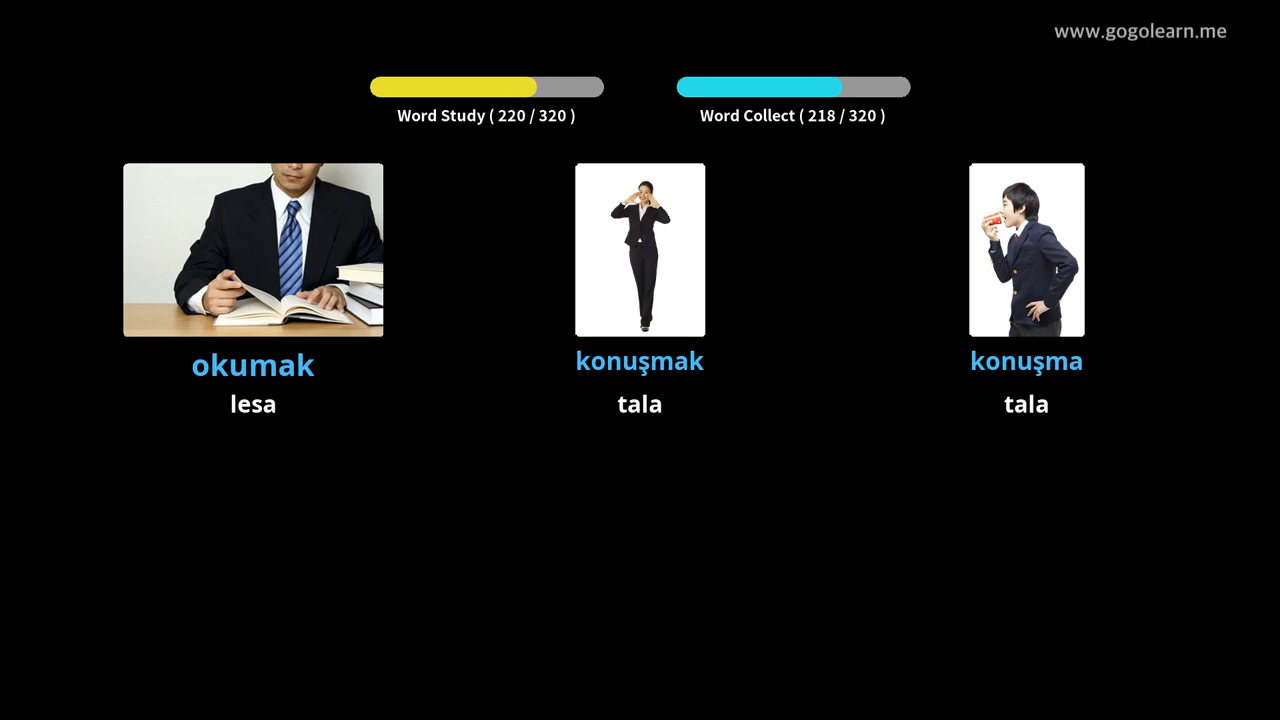 www.gogolearn.me
Word Study ( 220 / 320 )
Word Collect ( 218 / 320 )
okumak
konuşmak
konuşma
lesa
tala
tala